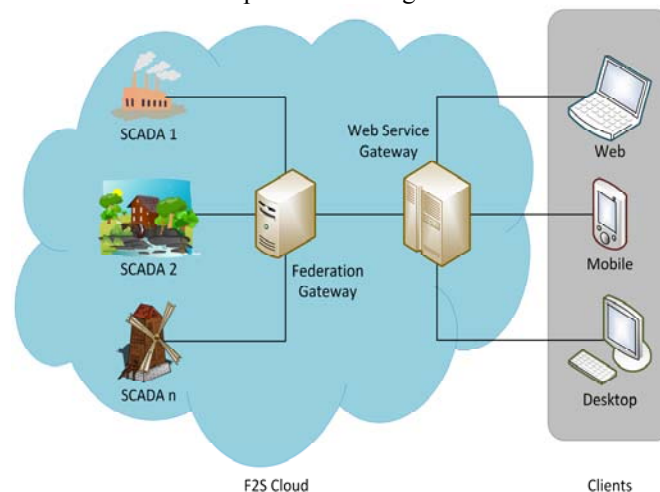 SCADA 1
SCADA 2
SCADA n
Federation
Gateway
Web Service
Gateway
Web
Mobile
Desktop
F2S Cloud
Clients